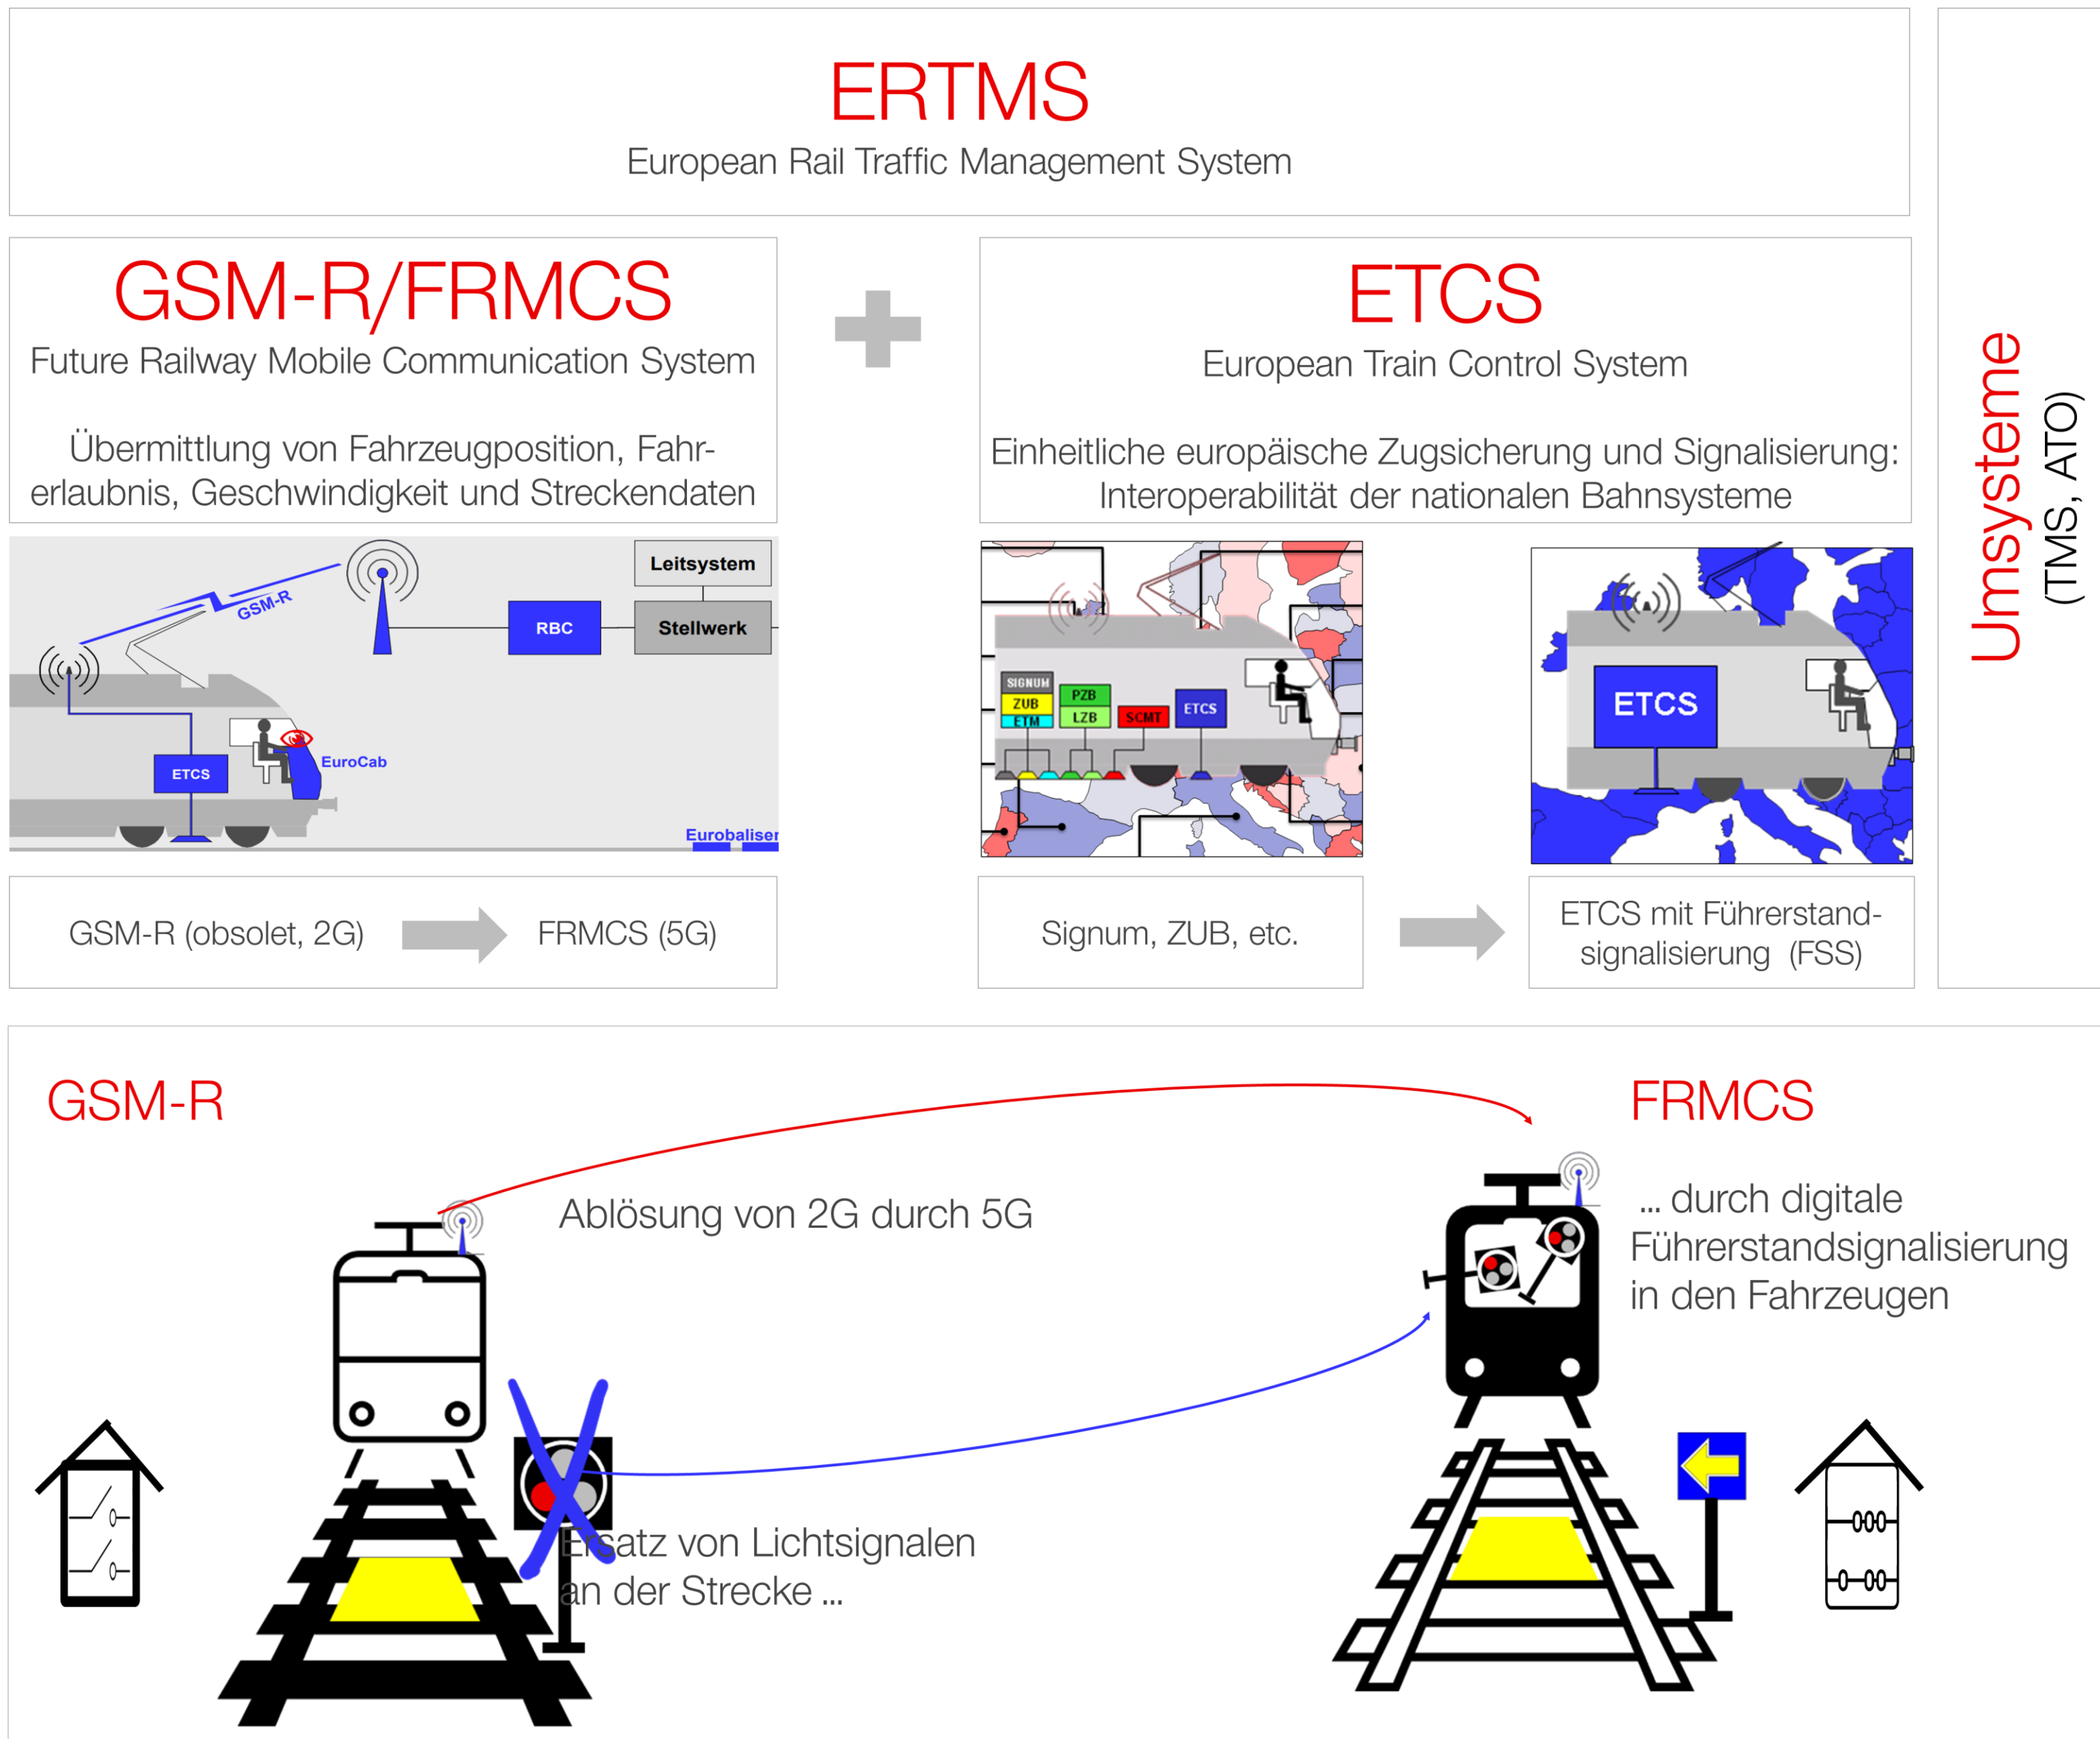 ERTMS
European Rail Traffic Management System
GSM-R/FRMCS
Future Railway Mobile Communication System
Übermittlung von Fahrzeugposition, Fahr-
erlaubnis, Geschwindigkeit und Streckendaten
ETCS
European Train Control System
Einheitliche europäische Zugsicherung und Signalisierung:
Interoperabilität der nationalen Bahnsysteme
Umsysteme
(TMS, ATO)
GSM-R
Leitsystem
RBC
Stellwerk
ETCS
EuroCab
Eurobaliser
SIGNUM
ZUB
ETM
PZB
LZB
SCMT
ETCS
ETCS
GSM-R (obsolet, 2G)
FRMCS (5G)
Signum, ZUB, etc.
ETCS mit Führerstand-
signalisierung (FSS)
GSM-R
FRMCS
Ablösung von 2G durch 5G
... durch digitale
Führerstandsignalisierung
in den Fahrzeugen
Ersatz von Lichtsignalen
an der Strecke ...